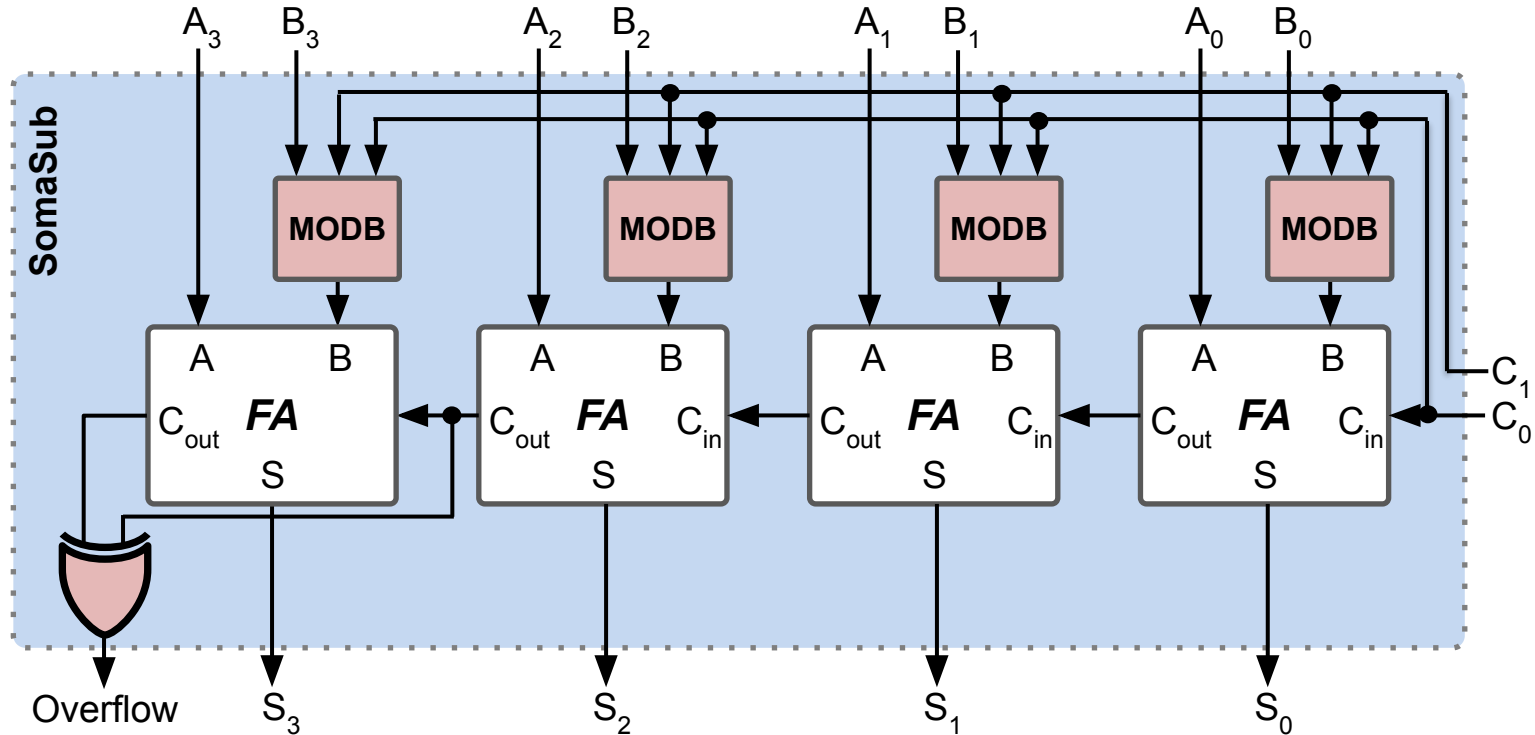 A3 B3 A2 B2 A1 B1 A0 B0
SomaSub
MODB MODB MODB MODB
A B A B A B A B
C1
Cout FA Cout FA Cin Cout FA Cin Cout FA Cin C0
S S S S
Overflow S3 S2 S1 S0